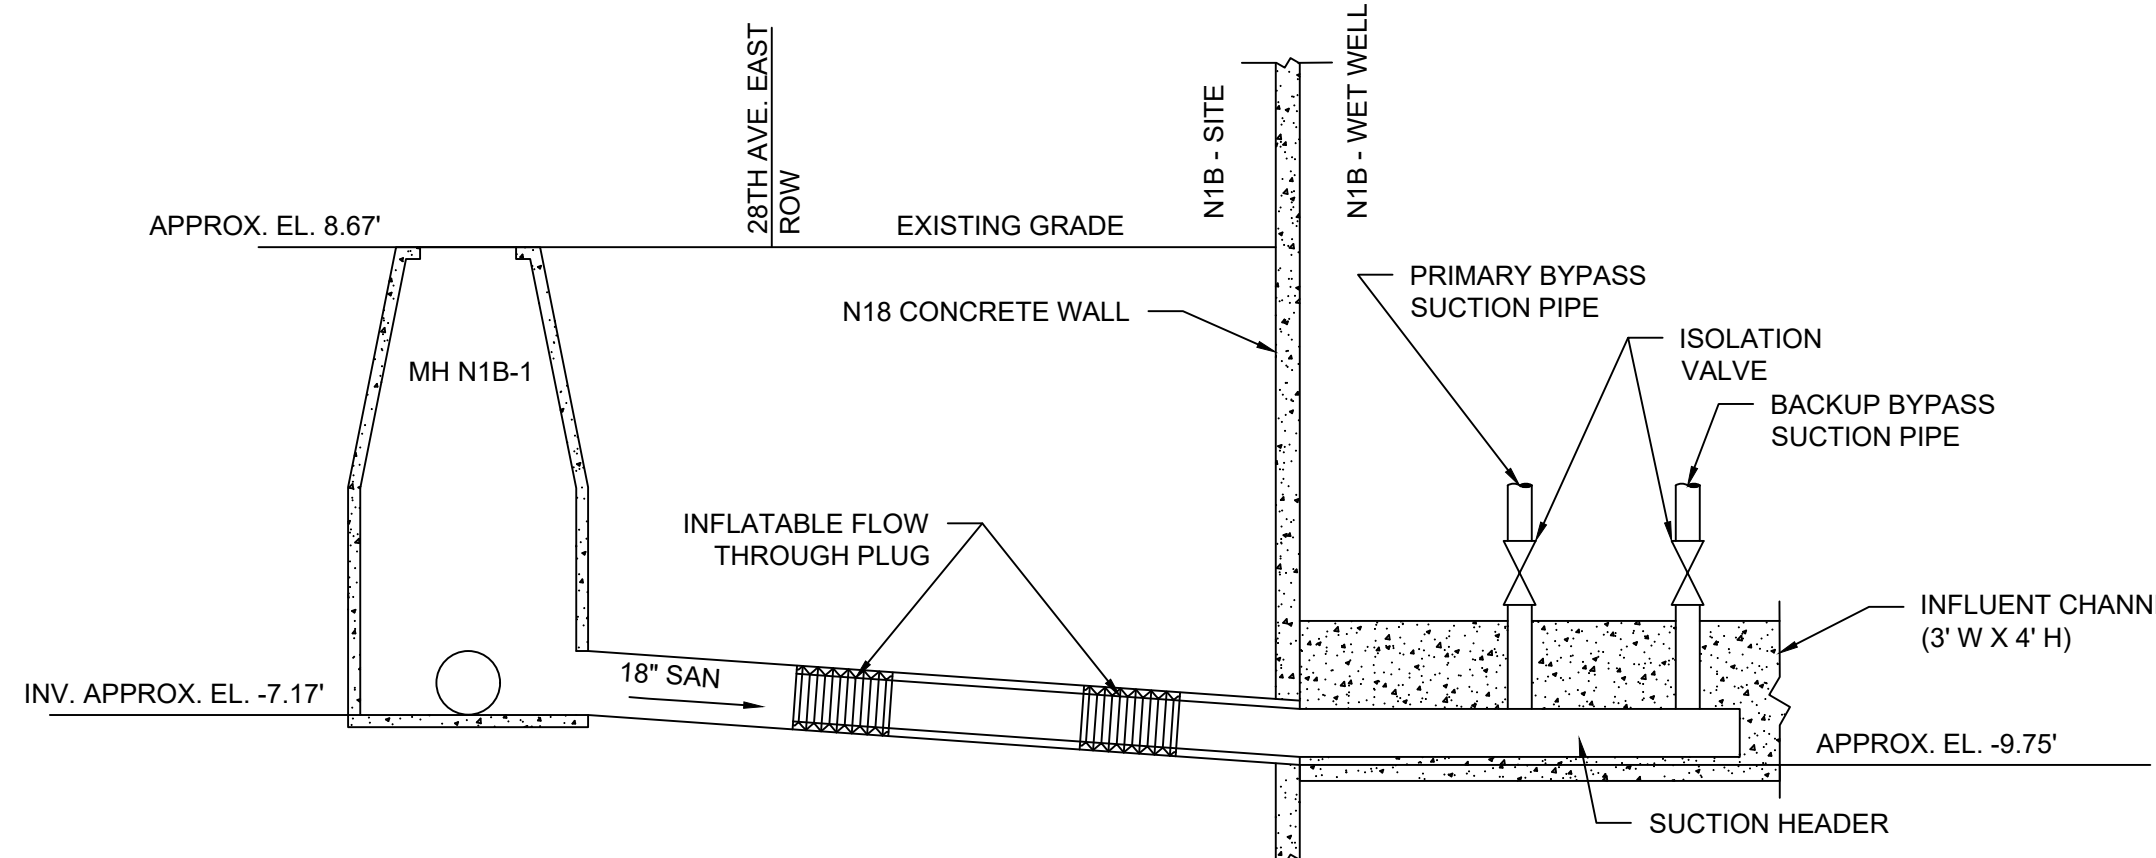 28TH AVE. EAST
ROW
N1B - SITE
N1B - WET WELL
APPROX. EL. 8.67'
EXISTING GRADE
PRIMARY BYPASS
SUCTION PIPE
N18 CONCRETE WALL
ISOLATION
VALVE
MH N1B-1
BACKUP BYPASS
SUCTION PIPE
INFLATABLE FLOW
THROUGH PLUG
INFLUENT CHANN
(3' W X 4' H)
18" SAN
INV. APPROX. EL. -7.17'
APPROX. EL. -9.75'
SUCTION HEADER